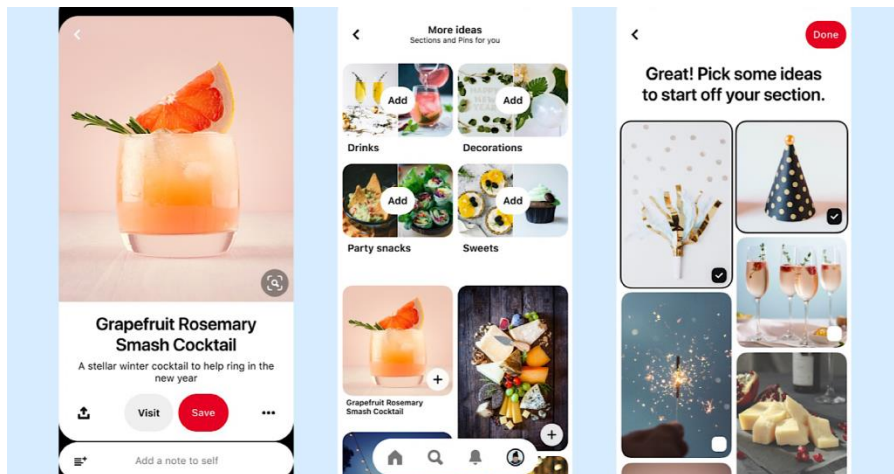 Grapefruit Rosemary
Smash Cocktail
A stellar winter cocktail to help ring in the
new year
Visit
Save
Add a note to self
More ideas
Sections and Pins for you
Add
Add
Drinks
Decorations
Add
Add
Party snacks
Sweets
Grapefruit Rosemary
Smash Cocktail
Done
Great! Pick some ideas
to start off your section.